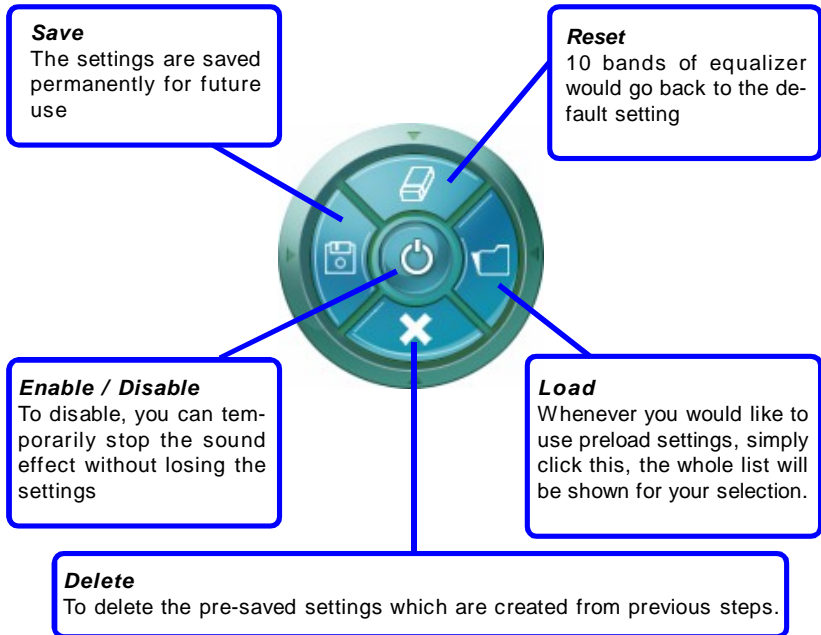 Save
The settings are saved
permanently for future
use
Reset
10 bands of equalizer
would go back to the de-
fault setting
Enable / Disable
To disable, you can tem-
porarily stop the sound
effect without losing the
settings
Load
Whenever you would like to
use preload settings, simply
click this, the whole list will
be shown for your selection.
Delete
To delete the pre-saved settings which are created from previous steps.